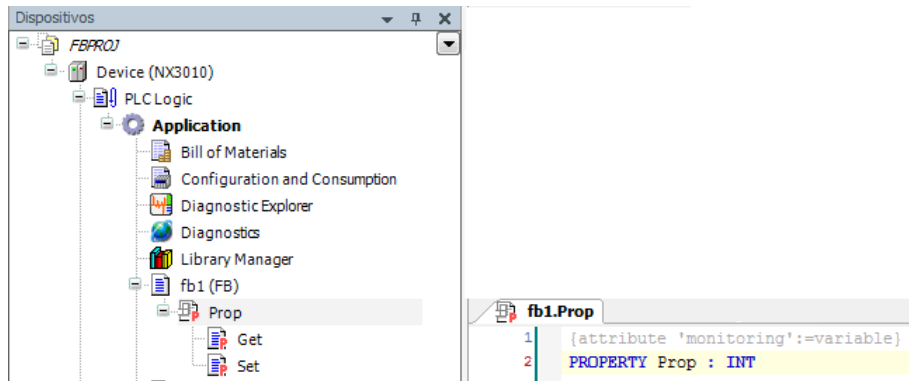 Dispositivos
FBPROJ
Device (NX3010)
PLC Logic
Application
Bill of Materials
Configuration and Consumption
Diagnostic Explorer
Diagnostics
Library Manager
fb1 (FB)
Prop
Get
Set
fb1.Prop
1 {attribute 'monitoring':=variable}
2 PROPERTY Prop : INT